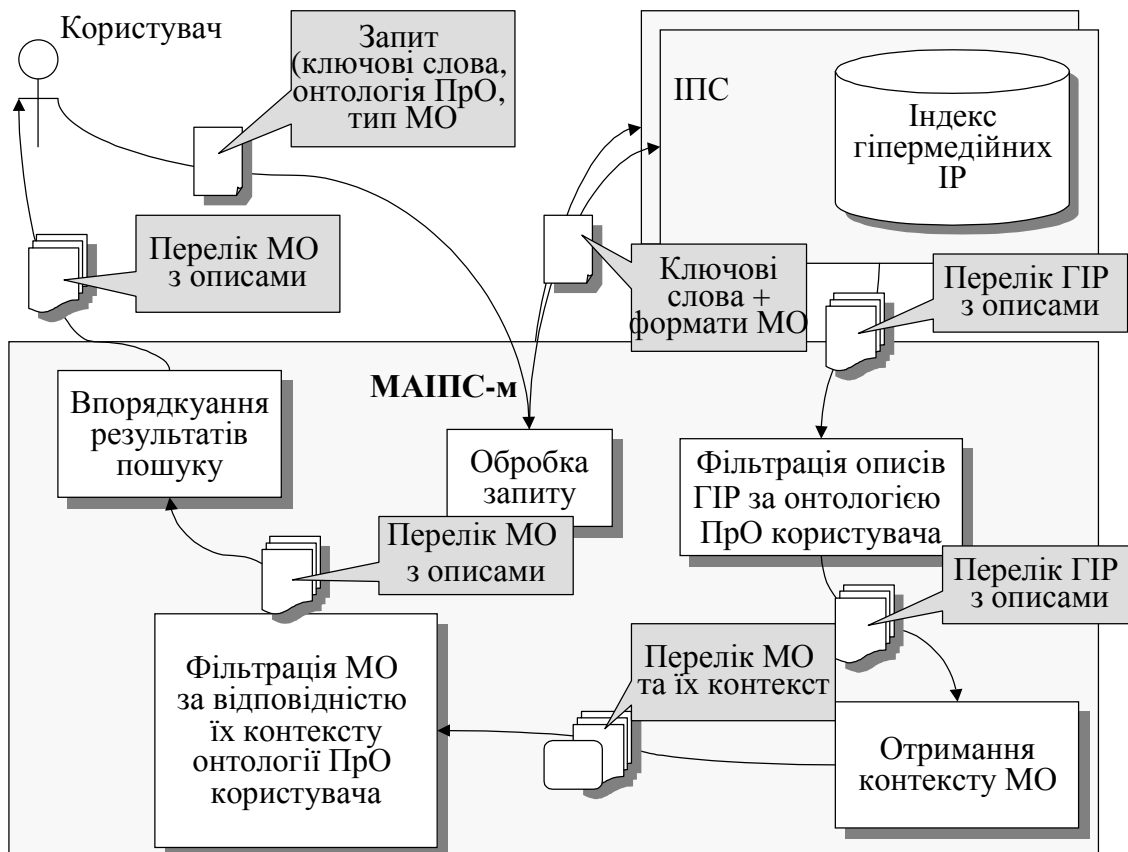 Користувач
Запит
(ключові слова,
онтологія ПрО,
тип МО
ІПС
Індекс
гіпермедійних
ІР
Перелік МО
з описами
Ключові
слова +
формати МО
Перелік ГІР
з описами
МАІПС-м
Впорядкуання
результатів
пошуку
Обробка
запиту
Фільтрація описів
ГІР за онтологією
ПрО користувача
Перелік МО
з описами
Перелік ГІР
з описами
Фільтрація МО
за відповідністю
їх контексту
онтології ПрО
користувача
Перелік МО
та їх контекст
Отримання
контексту МО